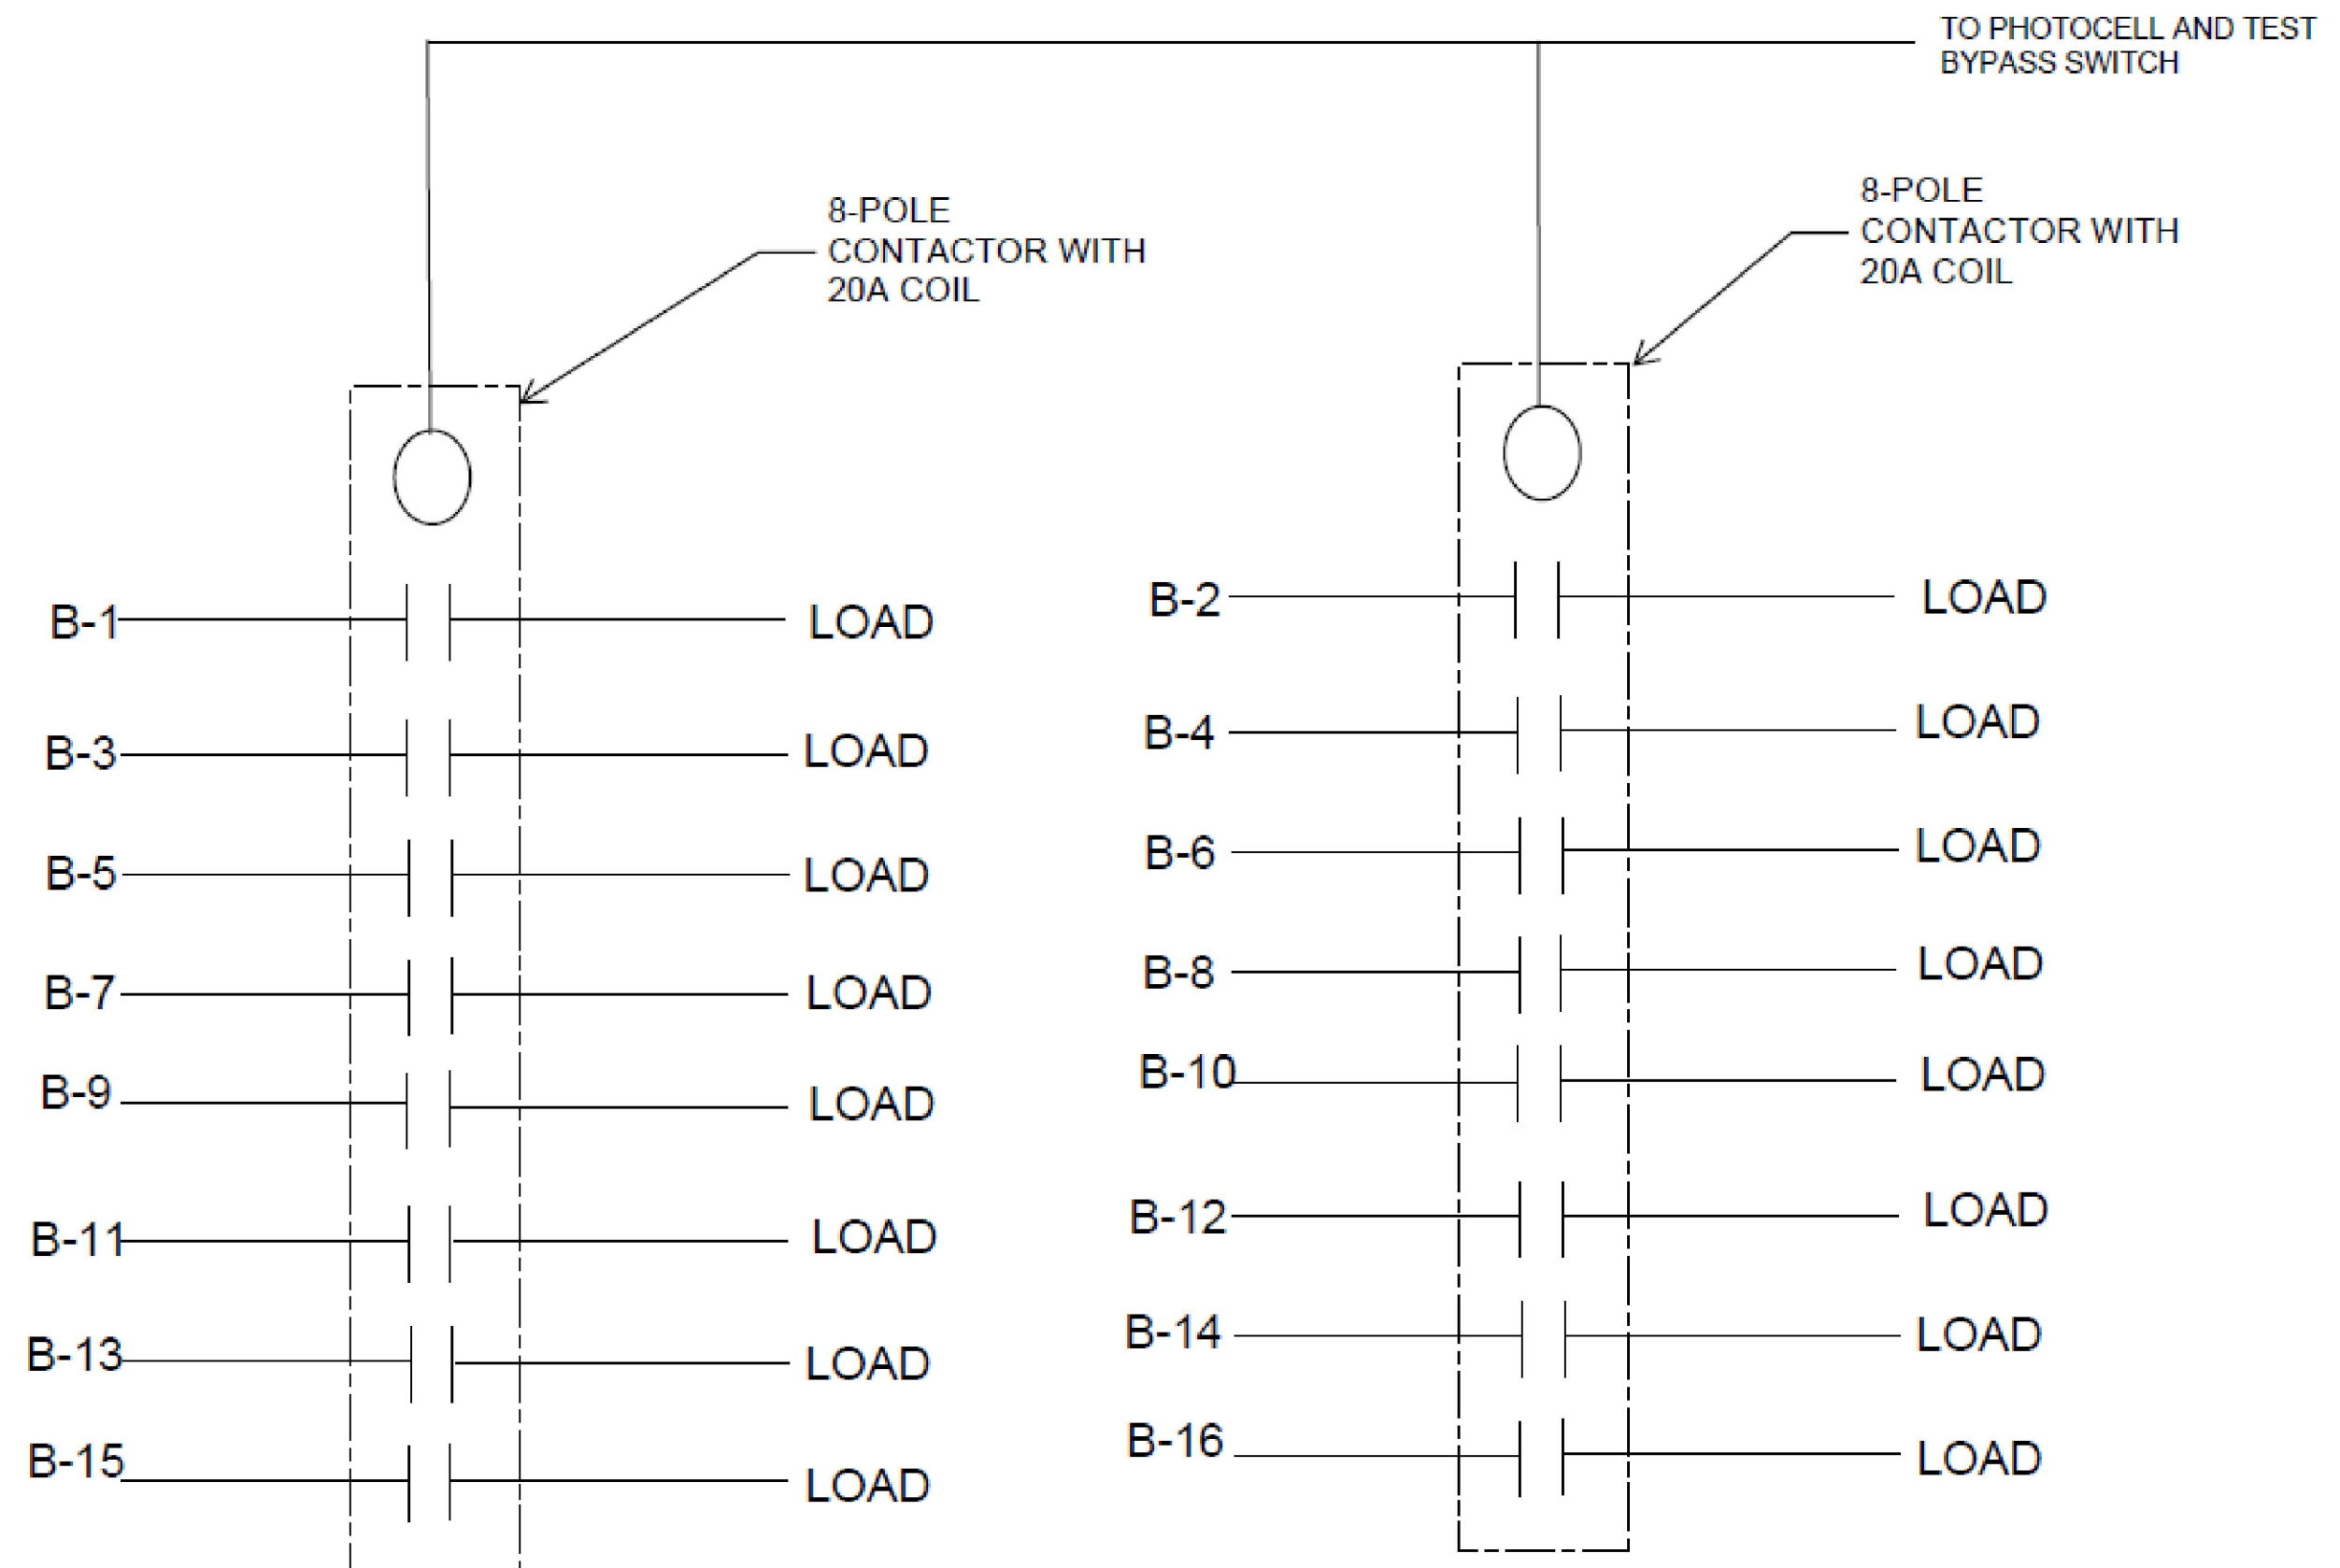 TO PHOTOCELL AND TEST
BYPASS SWITCH
8-POLE
CONTACTOR WITH
20A COIL
8-POLE
CONTACTOR WITH
20A COIL
B-1 LOAD
B-3 LOAD
B-5 LOAD
B-7 LOAD
B-9 LOAD
B-11 LOAD
B-13 LOAD
B-15 LOAD
B-2 LOAD
B-4 LOAD
B-6 LOAD
B-8 LOAD
B-10 LOAD
B-12 LOAD
B-14 LOAD
B-16 LOAD